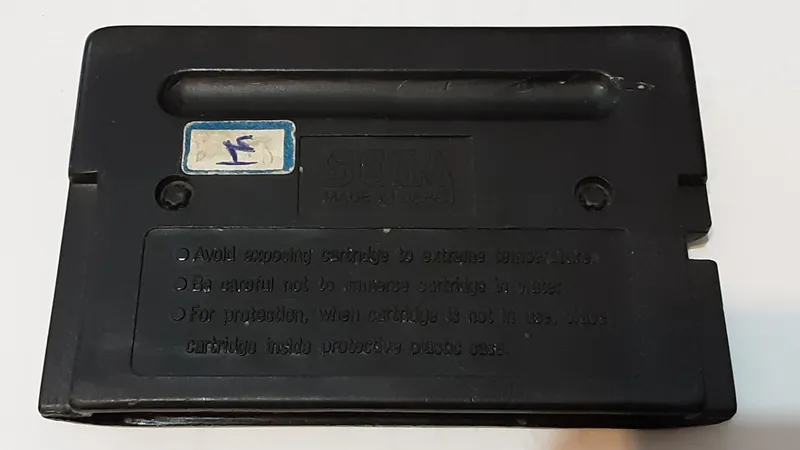 SEGA
MADE IN JAPAN
Avoid exposing cartridge to extreme temperatures.
Be careful not to immerse cartridge in water.
For protection, when cartridge is not in use, place
cartridge inside protective plastic case.